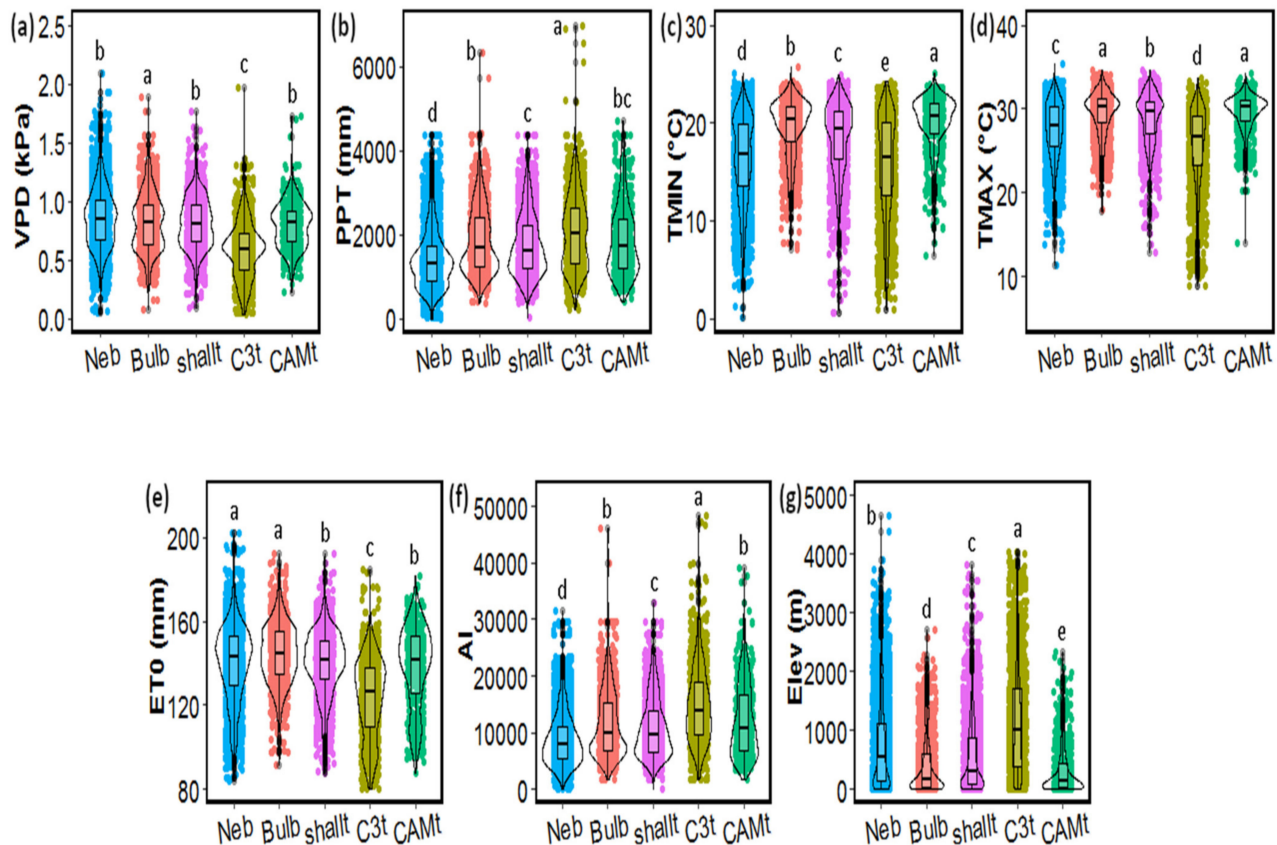 (a)
VPD (kPa)
2.5
2.0
1.5
1.0
0.5
0.0
b
a
b
c
b
Neb
Bulb
shallt
C3t
CAMt
(b)
PPT (mm)
6000
4000
2000
0
d
b
c
a
bc
Neb
Bulb
shallt
C3t
CAMt
(c)
TMIN (°C)
30
20
10
0
d
b
c
e
a
Neb
Bulb
shallt
C3t
CAMt
(d)
TMAX (°C)
40
30
20
10
c
a
b
d
a
Neb
Bulb
shallt
C3t
CAMt
(e)
ET0 (mm)
200
160
120
80
a
a
b
c
b
Neb
Bulb
shallt
C3t
CAMt
(f)
AI
50000
40000
30000
20000
10000
0
d
b
c
a
b
Neb
Bulb
shallt
C3t
CAMt
(g)
Elev (m)
5000
4000
3000
2000
1000
0
b
d
c
a
e
Neb
Bulb
shallt
C3t
CAMt